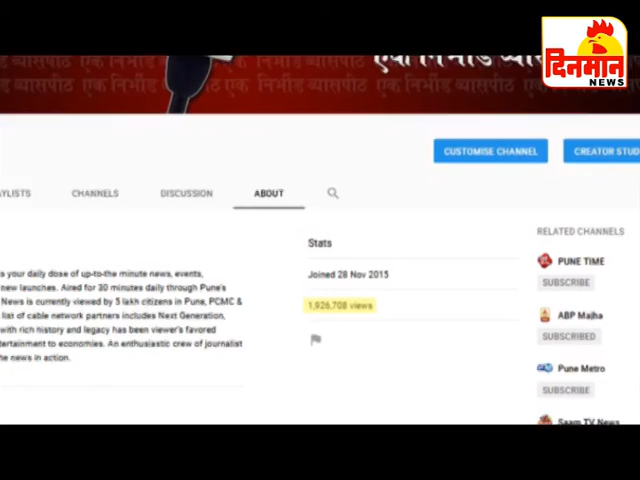 दिनमान
NEWS
एक निर्भीड व्यासपीठ
CUSTOMISE CHANNEL
CREATOR STUD
AYLISTS
CHANNELS
DISCUSSION
ABOUT
RELATED CHANNELS
Stats
Joined 28 Nov 2015
1,926,708 views
s your daily dose of up-to-the minute news, events,
new launches. Aired for 30 minutes daily through Pune's
News is currently viewed by 5 lakh citizens in Pune, PCMC &
list of cable network partners includes Next Generation,
with rich history and legacy has been viewer's favored
tertainment to economies. An enthusiastic crew of journalist
he news in action.
PUNE TIME
SUBSCRIBE
ABP Majha
SUBSCRIBED
Pune Metro
SUBSCRIBE
Saam TV News